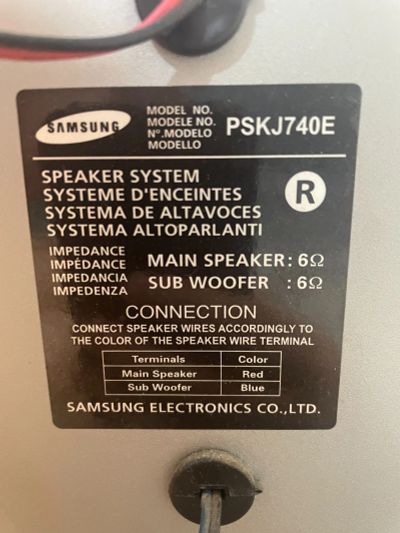 SAMSUNG
MODEL NO.
MODELE NO.
Nº.MODELO
MODELLO
PSKJ740E
SPEAKER SYSTEM
SYSTEME D'ENCEINTES
SYSTEMA DE ALTAVOCES
SYSTEMA ALTOPARLANTI
R
IMPEDANCE
IMPÉDANCE
IMPEDANCIA
IMPEDENZA
MAIN SPEAKER : 6Ω
SUB WOOFER : 6Ω
CONNECTION
CONNECT SPEAKER WIRES ACCORDINGLY TO
THE COLOR OF THE SPEAKER WIRE TERMINAL
Terminals Color
Main Speaker Red
Sub Woofer Blue
SAMSUNG ELECTRONICS CO.,LTD.